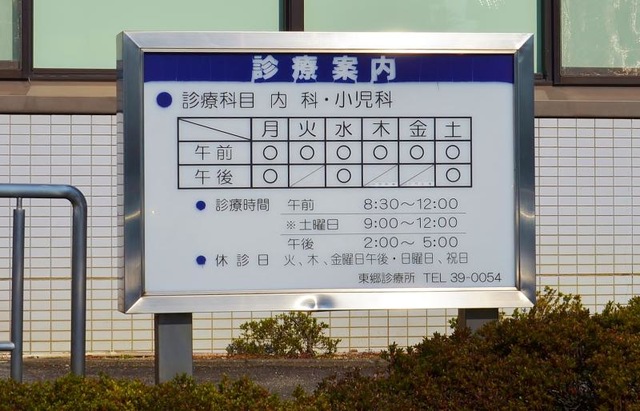 診療案内
●診療科目 内 科・小児科
月 火 水 木 金 土
午前 ○ ○ ○ ○ ○ ○
午後 ○ ／ ○ ／ ／ ○
●診療時間 午前 8:30～12:00
※土曜日 9:00～12:00
午後 2:00～ 5:00
●休 診 日 火、木、金曜日午後・日曜日、祝日
東郷診療所 TEL 39-0054